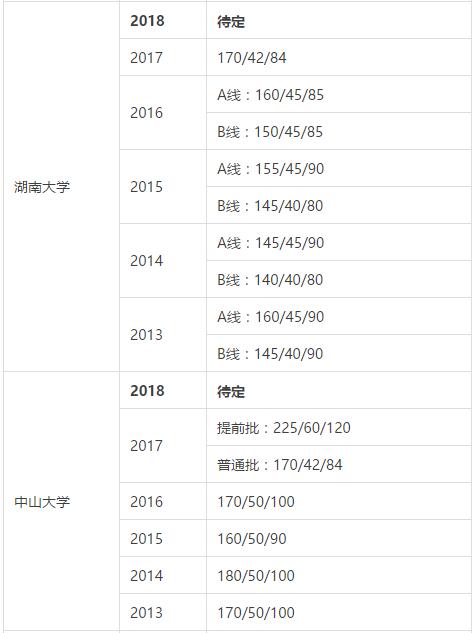 湖南大学
2018 待定
2017 170/42/84
2016 A线：160/45/85
B线：150/45/85
2015 A线：155/45/90
B线：145/40/80
2014 A线：145/45/90
B线：140/40/80
2013 A线：160/45/90
B线：145/40/90
中山大学
2018 待定
2017 提前批：225/60/120
普通批：170/42/84
2016 170/50/100
2015 160/50/90
2014 180/50/100
2013 170/50/100